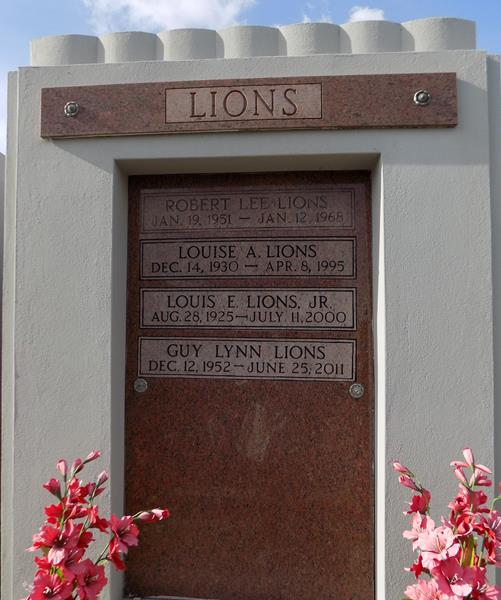 LIONS
ROBERT LEE LIONS
JAN. 19, 1951 — JAN. 12, 1968
LOUISE A. LIONS
DEC. 14, 1930 — APR. 8, 1995
LOUIS E. LIONS, JR.
AUG. 28, 1925 — JULY 11, 2000
GUY LYNN LIONS
DEC. 12, 1952 — JUNE 25, 2011